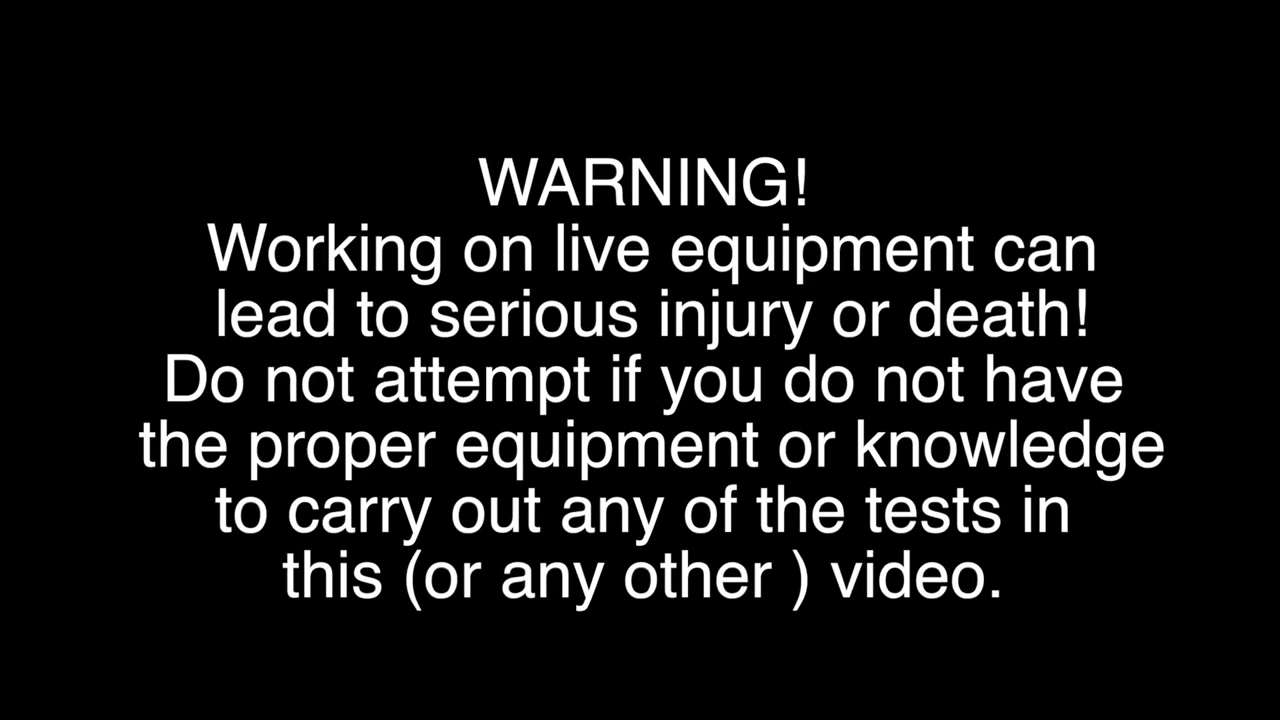 WARNING!
Working on live equipment can
lead to serious injury or death!
Do not attempt if you do not have
the proper equipment or knowledge
to carry out any of the tests in
this (or any other ) video.